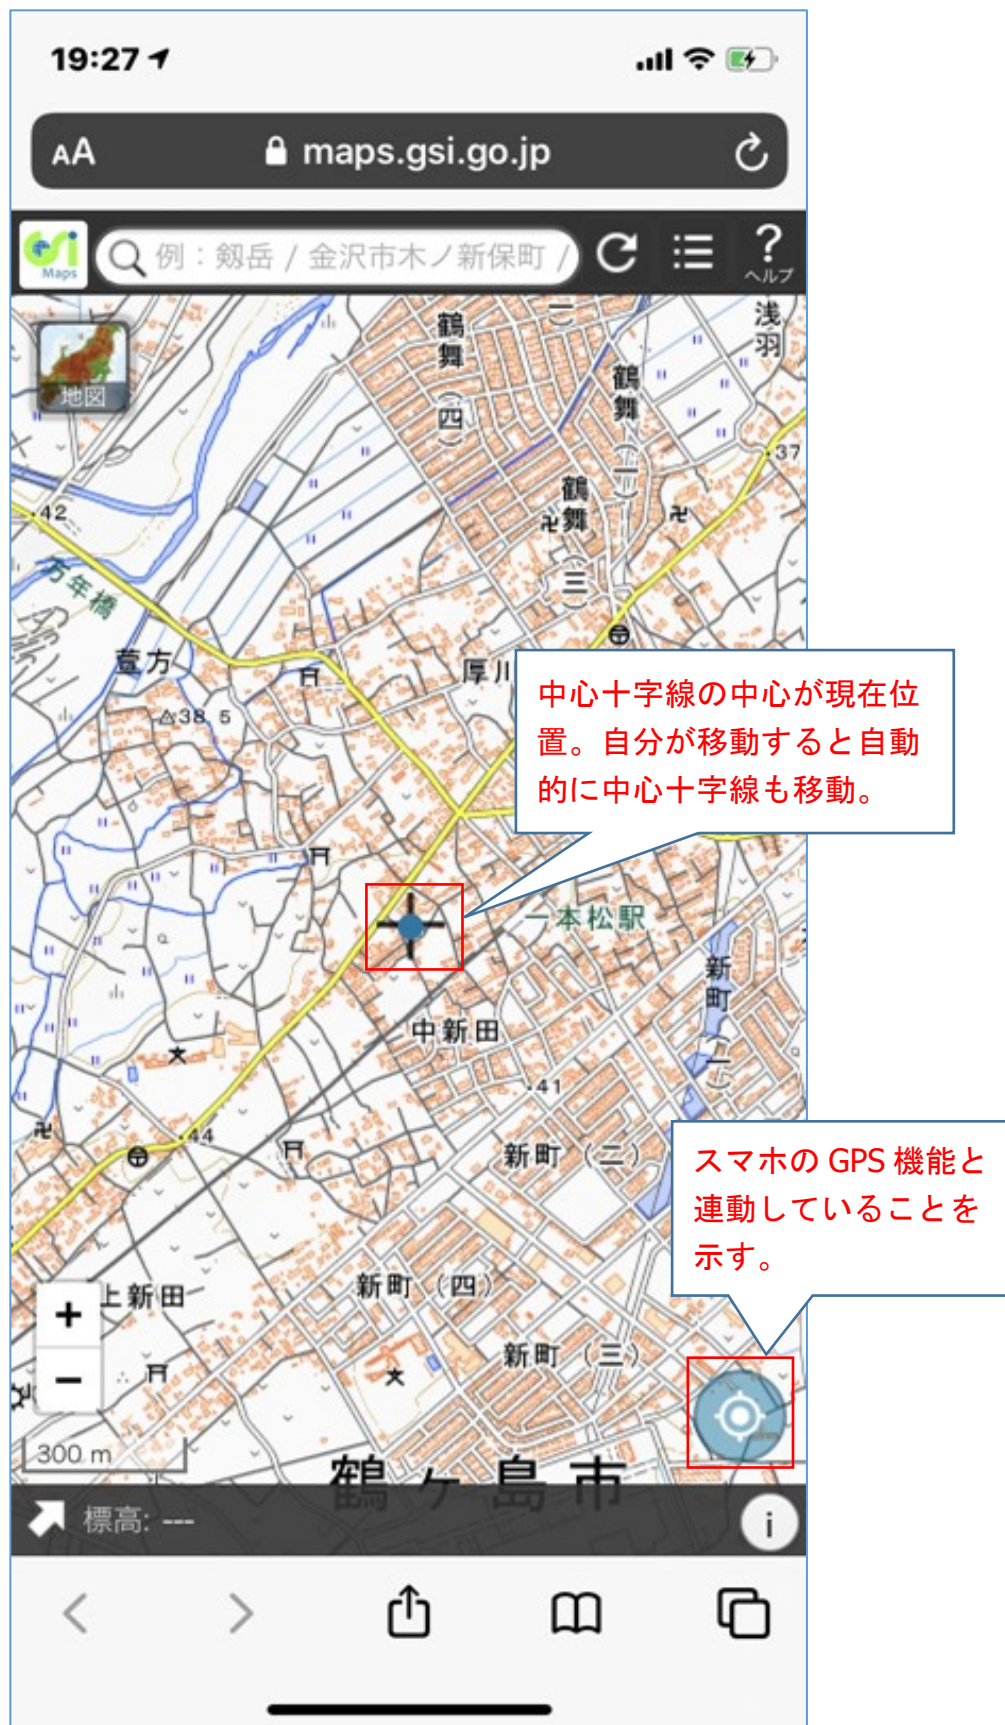 19:27
AA maps.gsi.go.jp
Maps
例：剱岳 / 金沢市木ノ新保町 /
ヘルプ
地図
鶴舞（四）
鶴舞（一）
鶴舞（三）
浅羽
37
42
万年橋
萱方
厚川
38 5
中心十字線の中心が現在位
置。自分が移動すると自動
的に中心十字線も移動。
一本松駅
新町（一）
中新田
41
44
新町（二）
スマホの GPS 機能と
連動していることを
示す。
新町（四）
上新田
+
−
新町（三）
300 m
鶴ヶ島市
標高: ---
i